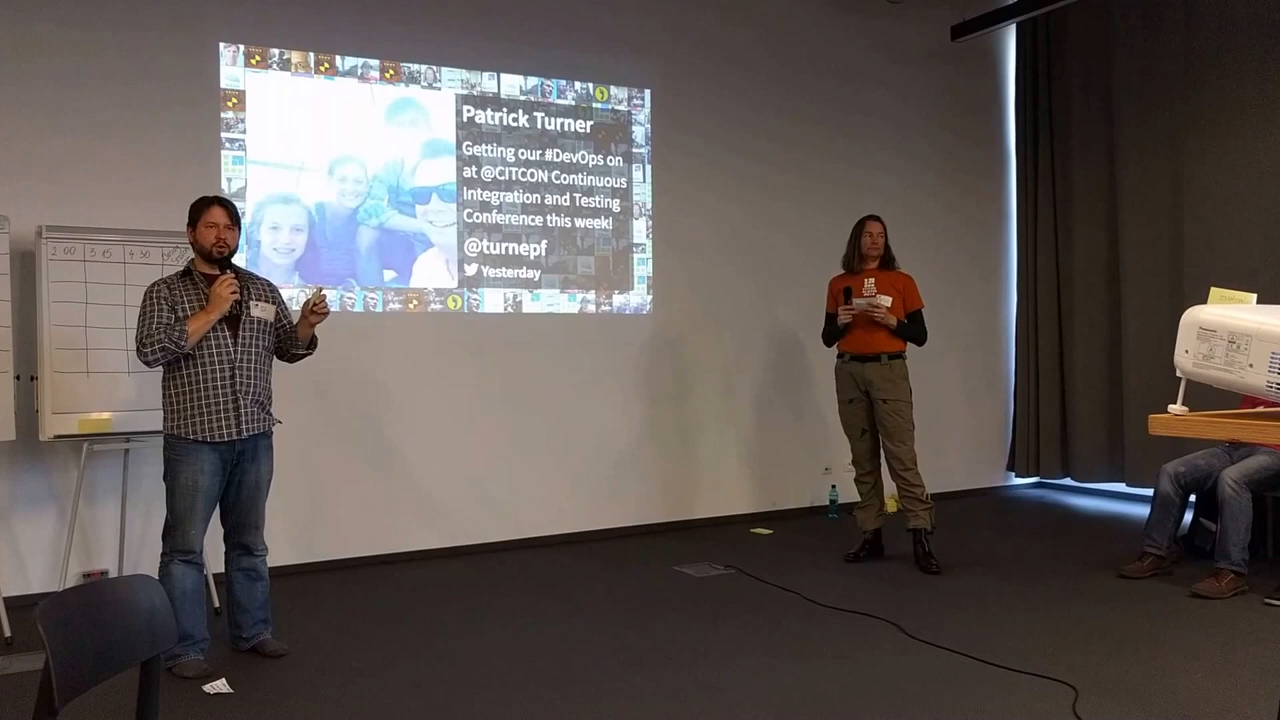 Patrick Turner
Getting our #DevOps on
at @CITCON Continuous
Integration and Testing
Conference this week!
@turnepf
Yesterday
2 00 3 15 4 30
Panasonic